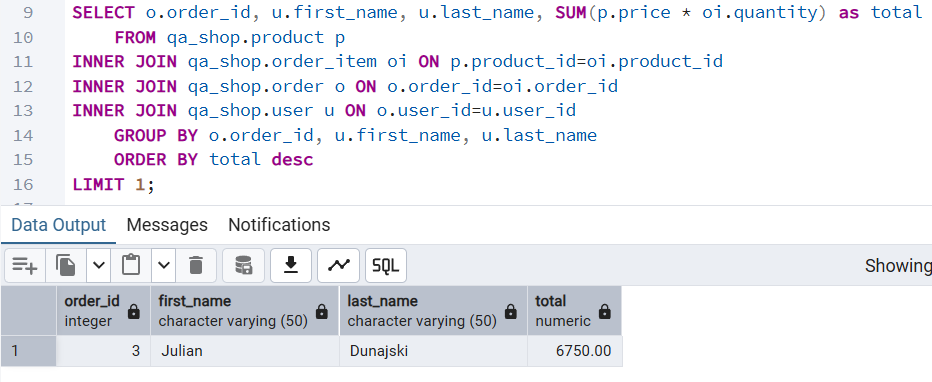 9 SELECT o.order_id, u.first_name, u.last_name, SUM(p.price * oi.quantity) as total
10 FROM qa_shop.product p
11 INNER JOIN qa_shop.order_item oi ON p.product_id=oi.product_id
12 INNER JOIN qa_shop.order o ON o.order_id=oi.order_id
13 INNER JOIN qa_shop.user u ON o.user_id=u.user_id
14 GROUP BY o.order_id, u.first_name, u.last_name
15 ORDER BY total desc
16 LIMIT 1;
Data Output Messages Notifications
SQL Showing
order_id first_name last_name total
integer character varying (50) character varying (50) numeric
1 3 Julian Dunajski 6750.00